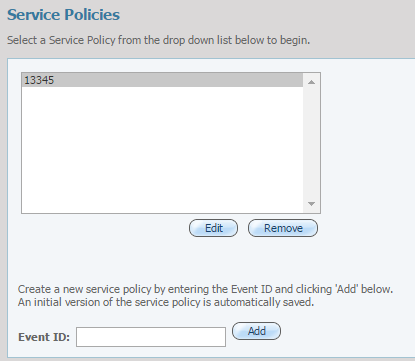 Service Policies
Select a Service Policy from the drop down list below to begin.
13345
Edit Remove
Create a new service policy by entering the Event ID and clicking 'Add' below.
An initial version of the service policy is automatically saved.
Event ID: Add